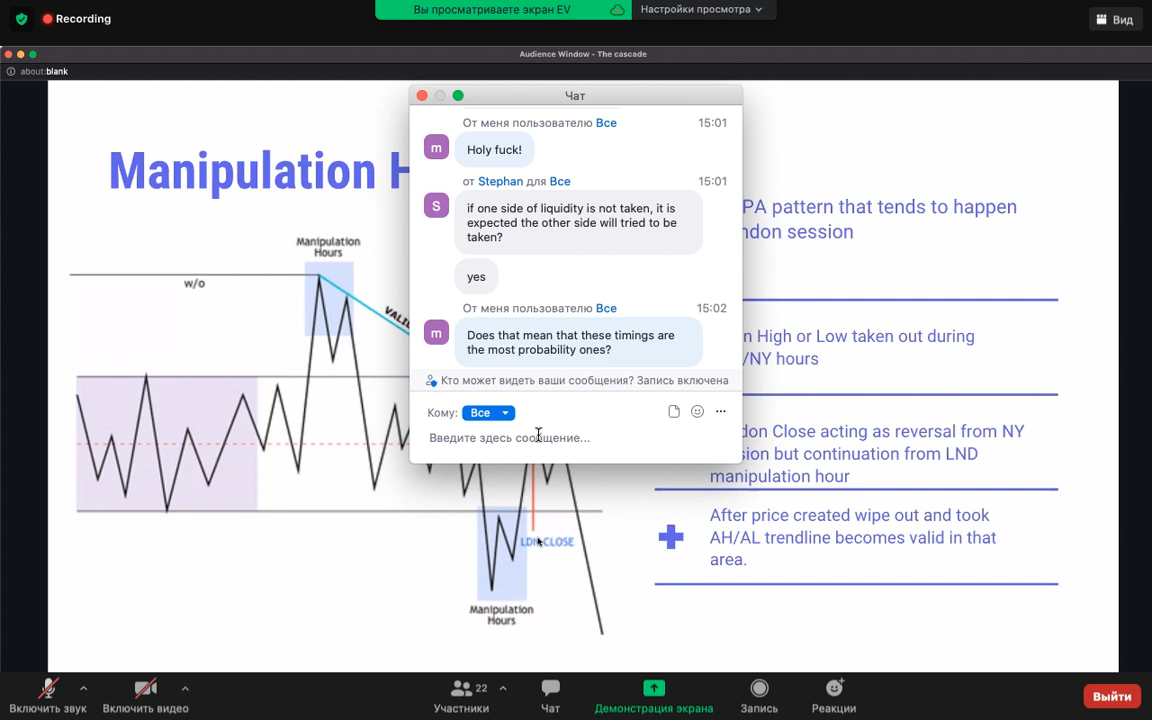 Recording
Вы просматриваете экран EV
Настройки просмотра
Вид
Audience Window - The cascade
about:blank
Manipulation H
Manipulation
Hours
w/o
VALI
LDN CLOSE
Manipulation
Hours
Чат
От меня пользователю Все 15:01
m
Holy fuck!
от Stephan для Все 15:01
S
if one side of liquidity is not taken, it is
expected the other side will tried to be
taken?
yes
От меня пользователю Все 15:02
m
Does that mean that these timings are
the most probability ones?
Кто может видеть ваши сообщения? Запись включена
Кому: Все
Введите здесь сообщение...
PA pattern that tends to happen
ndon session
n High or Low taken out during
/NY hours
don Close acting as reversal from NY
sion but continuation from LND
manipulation hour
After price created wipe out and took
AH/AL trendline becomes valid in that
area.
Включить звук
Включить видео
22
Участники
Чат
Демонстрация экрана
Запись
Реакции
Выйти